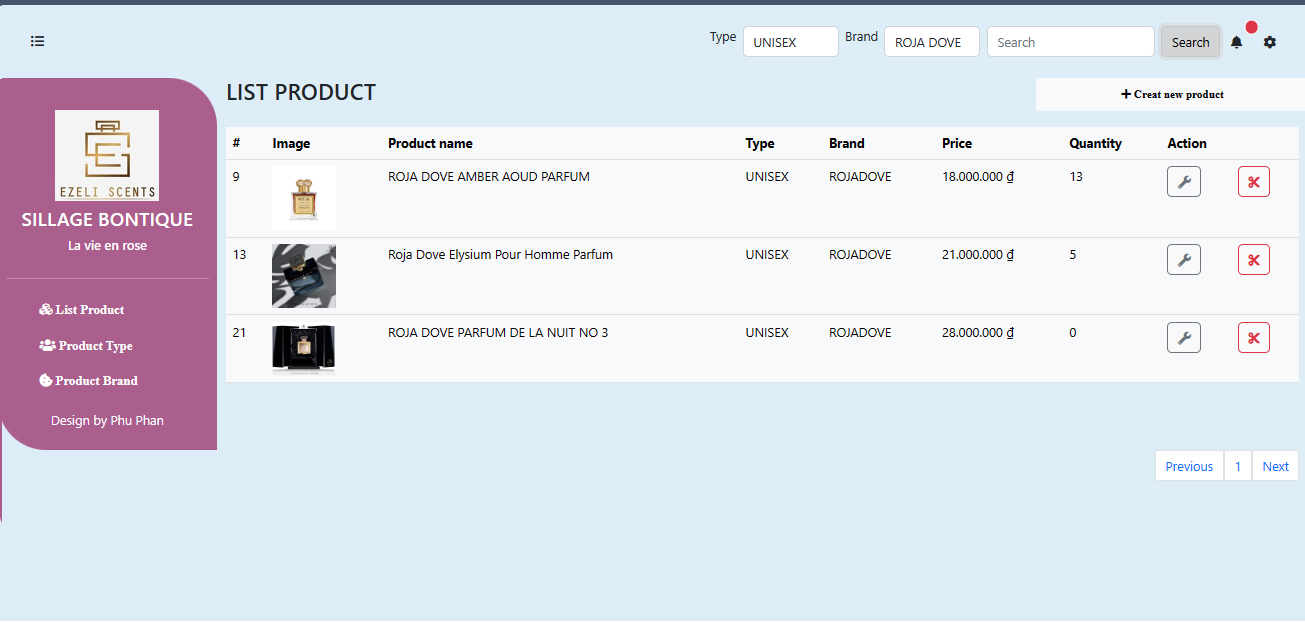 Type UNISEX Brand ROJA DOVE Search Search
EZELI SCENTS
SILLAGE BONTIQUE
La vie en rose
List Product
Product Type
Product Brand
Design by Phu Phan
LIST PRODUCT
Creat new product
# Image Product name Type Brand Price Quantity Action
9 ROJA DOVE AMBER AOUD PARFUM UNISEX ROJADOVE 18.000.000 ₫ 13
13 Roja Dove Elysium Pour Homme Parfum UNISEX ROJADOVE 21.000.000 ₫ 5
21 ROJA DOVE PARFUM DE LA NUIT NO 3 UNISEX ROJADOVE 28.000.000 ₫ 0
Previous 1 Next